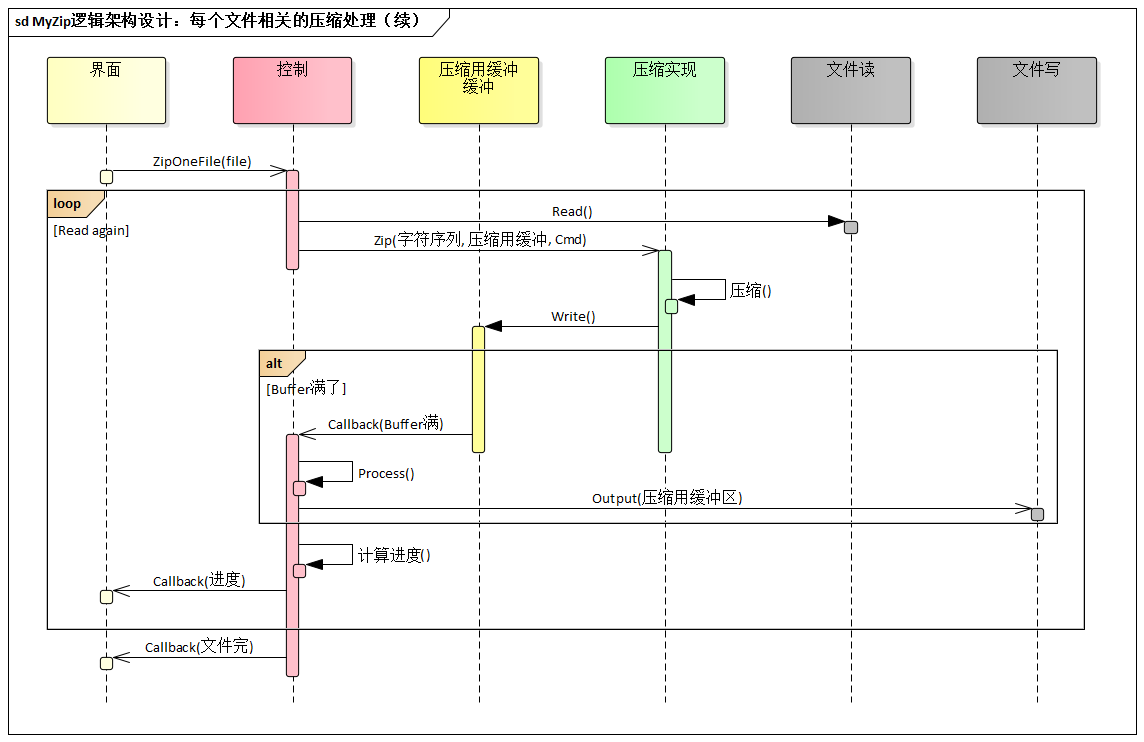 sd MyZip逻辑架构设计：每个文件相关的压缩处理（续）
界面
控制
压缩用缓冲
缓冲
压缩实现
文件读
文件写
ZipOneFile(file)
loop
[Read again]
Read()
Zip(字符序列, 压缩用缓冲, Cmd)
压缩()
Write()
alt
[Buffer满了]
Callback(Buffer满)
Process()
Output(压缩用缓冲区)
计算进度()
Callback(进度)
Callback(文件完)